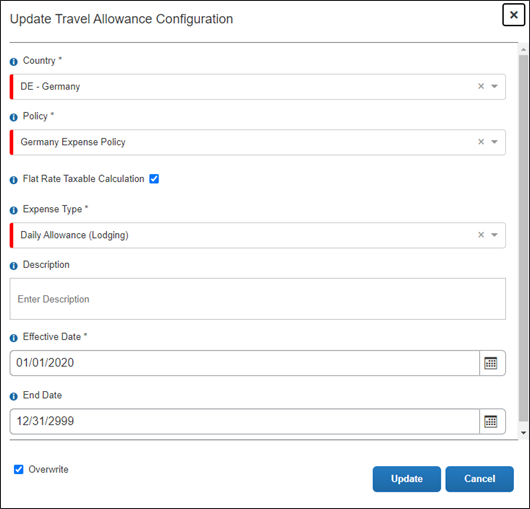 Update Travel Allowance Configuration
Country *
DE - Germany
Policy *
Germany Expense Policy
Flat Rate Taxable Calculation
Expense Type *
Daily Allowance (Lodging)
Description
Enter Description
Effective Date *
01/01/2020
End Date
12/31/2999
Overwrite
Update
Cancel